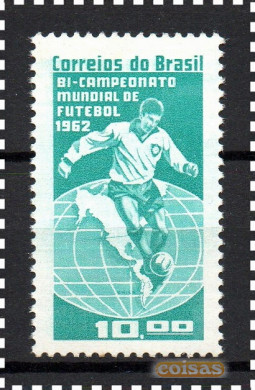 Correios do Brasil
BI-CAMPEONATO
MUNDIAL DE
FUTEBOL
1962
10,00
coisas